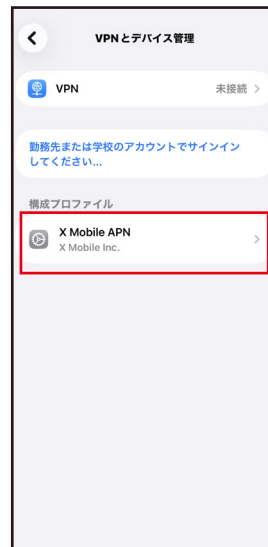 VPNとデバイス管理
VPN
未接続
勤務先または学校のアカウントでサインイン
してください...
構成プロファイル
X Mobile APN
X Mobile Inc.